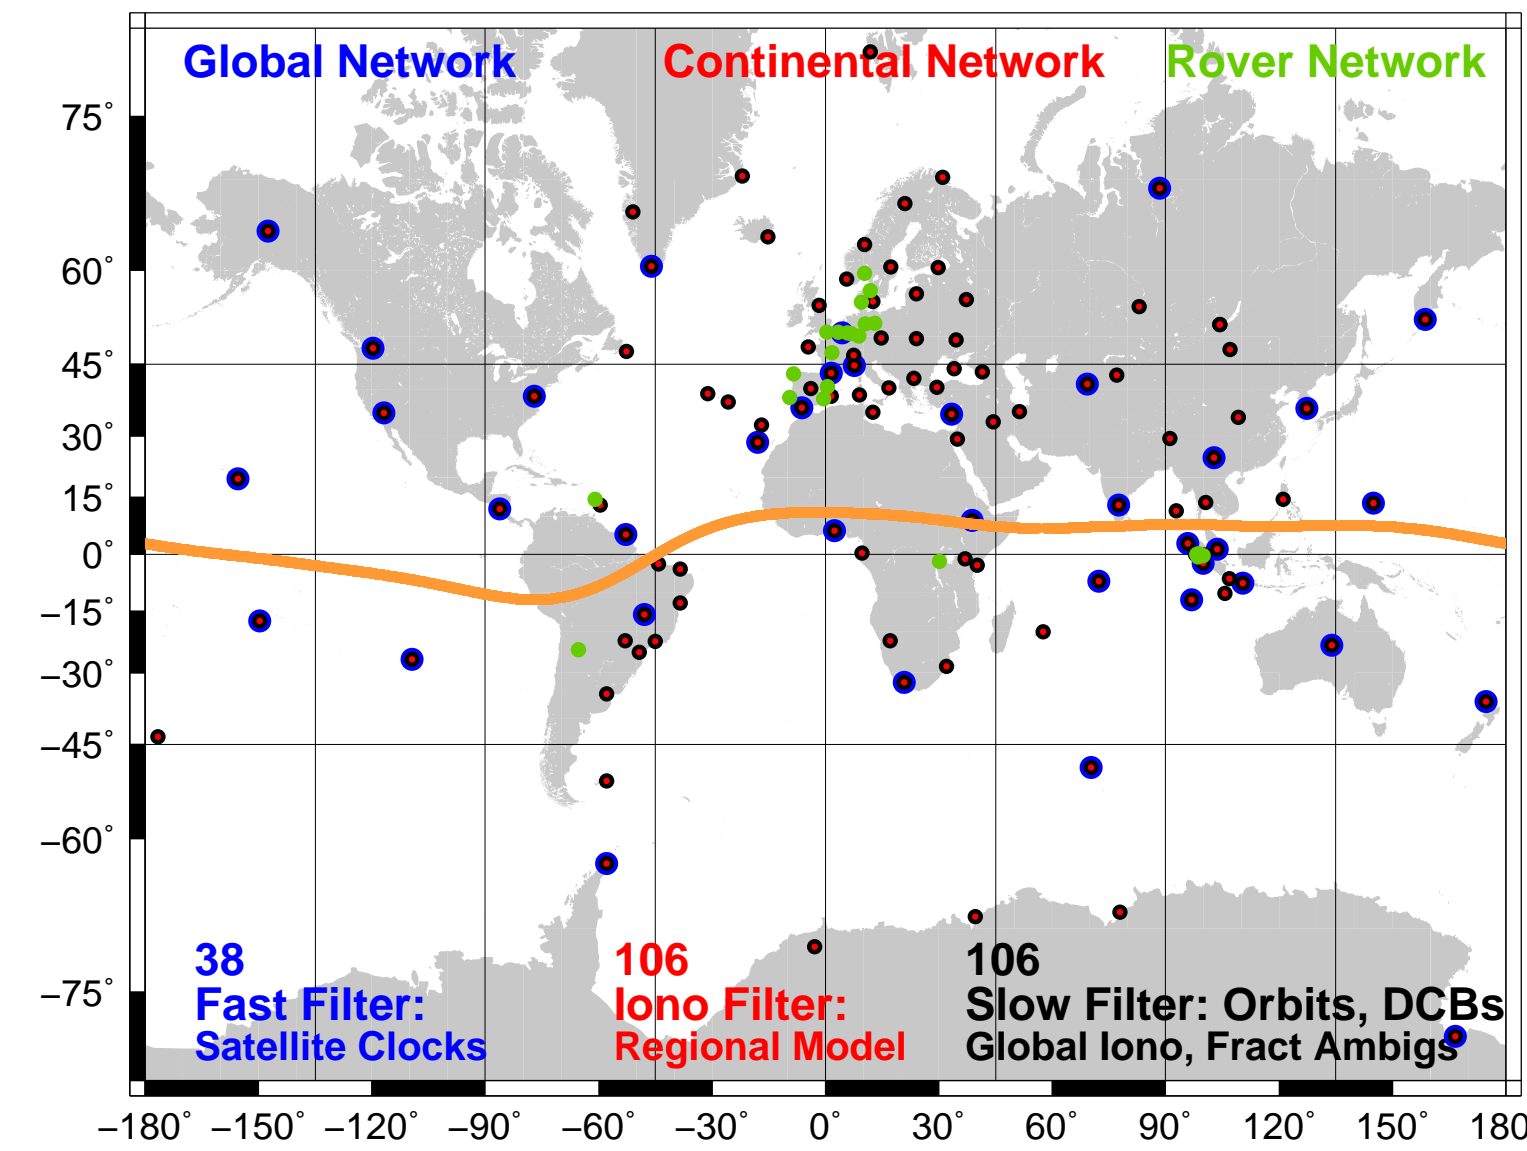 Global Network Continental Network Rover Network
75°
60°
45°
30°
15°
0°
−15°
−30°
−45°
−60°
−75°
38 106 106
Fast Filter: Iono Filter: Slow Filter: Orbits, DCBs
Satellite Clocks Regional Model Global Iono, Fract Ambigs
−180° −150° −120° −90° −60° −30° 0° 30° 60° 90° 120° 150° 180